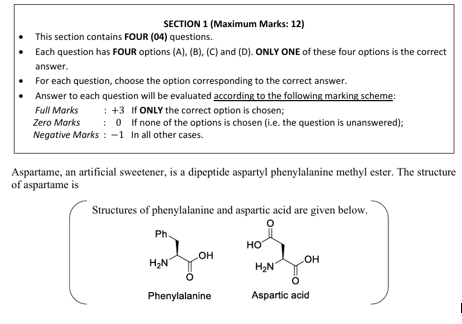 SECTION 1 (Maximum Marks: 12)
• This section contains FOUR (04) questions.
• Each question has FOUR options (A), (B), (C) and (D). ONLY ONE of these four options is the correct
answer.
• For each question, choose the option corresponding to the correct answer.
• Answer to each question will be evaluated according to the following marking scheme:
Full Marks : +3 If ONLY the correct option is chosen;
Zero Marks : 0 If none of the options is chosen (i.e. the question is unanswered);
Negative Marks : −1 In all other cases.
Aspartame, an artificial sweetener, is a dipeptide aspartyl phenylalanine methyl ester. The structure
of aspartame is
Structures of phenylalanine and aspartic acid are given below.
Ph
H₂N
OH
O
Phenylalanine
O
HO
H₂N
OH
O
Aspartic acid